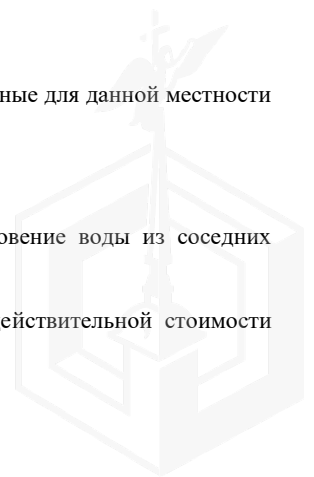 ные для данной местности
овение воды из соседних
ействительной стоимости